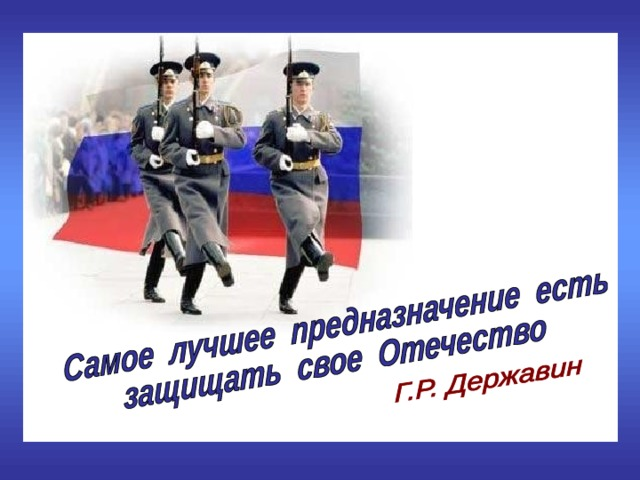 Самое лучшее предназначение есть
защищать свое Отечество
Г.Р. Державин